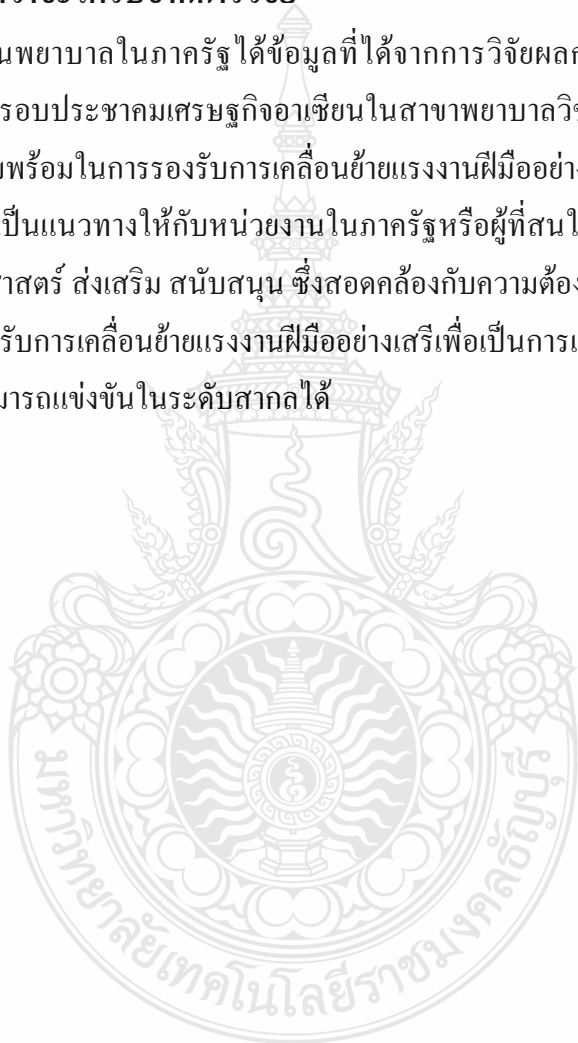 นพยาบาลในภาครัฐ ได้ข้อมูลที่ได้จากการวิจัยผลก
รอบประชาคมเศรษฐกิจอาเซียนในสาขาพยาบาลวิช
มพร้อมในการรองรับการเคลื่อนย้ายแรงงานฝีมืออย่าง
เป็นแนวทางให้กับหน่วยงานในภาครัฐหรือผู้ที่สนใ
าสตร์ ส่งเสริม สนับสนุน ซึ่งสอดคล้องกับความต้อง
รับการเคลื่อนย้ายแรงงานฝีมืออย่างเสรีเพื่อเป็นการเ
มารถแข่งขันในระดับสากลได้
มหาวิทยาลัยเทคโนโลยีราชมงคลธัญบุรี